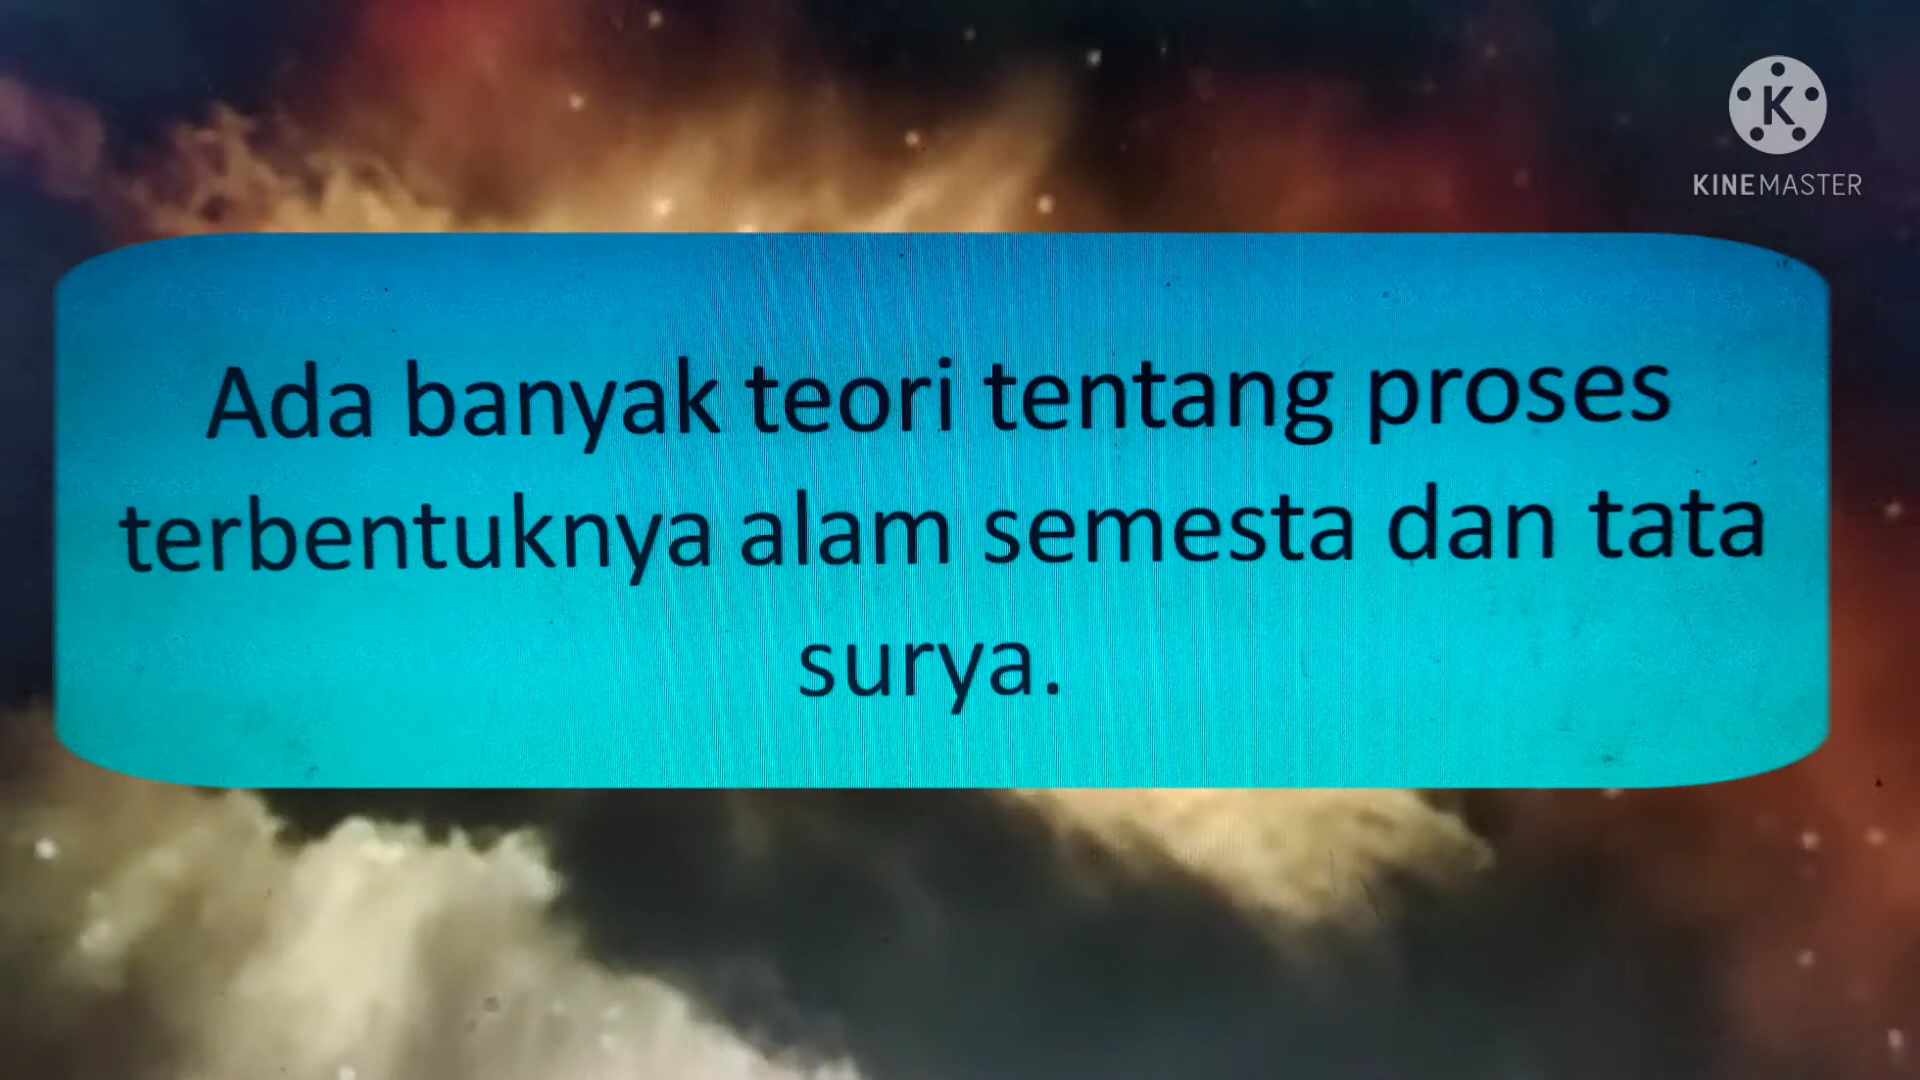 K
KINEMASTER
Ada banyak teori tentang proses
terbentuknya alam semesta dan tata
surya.